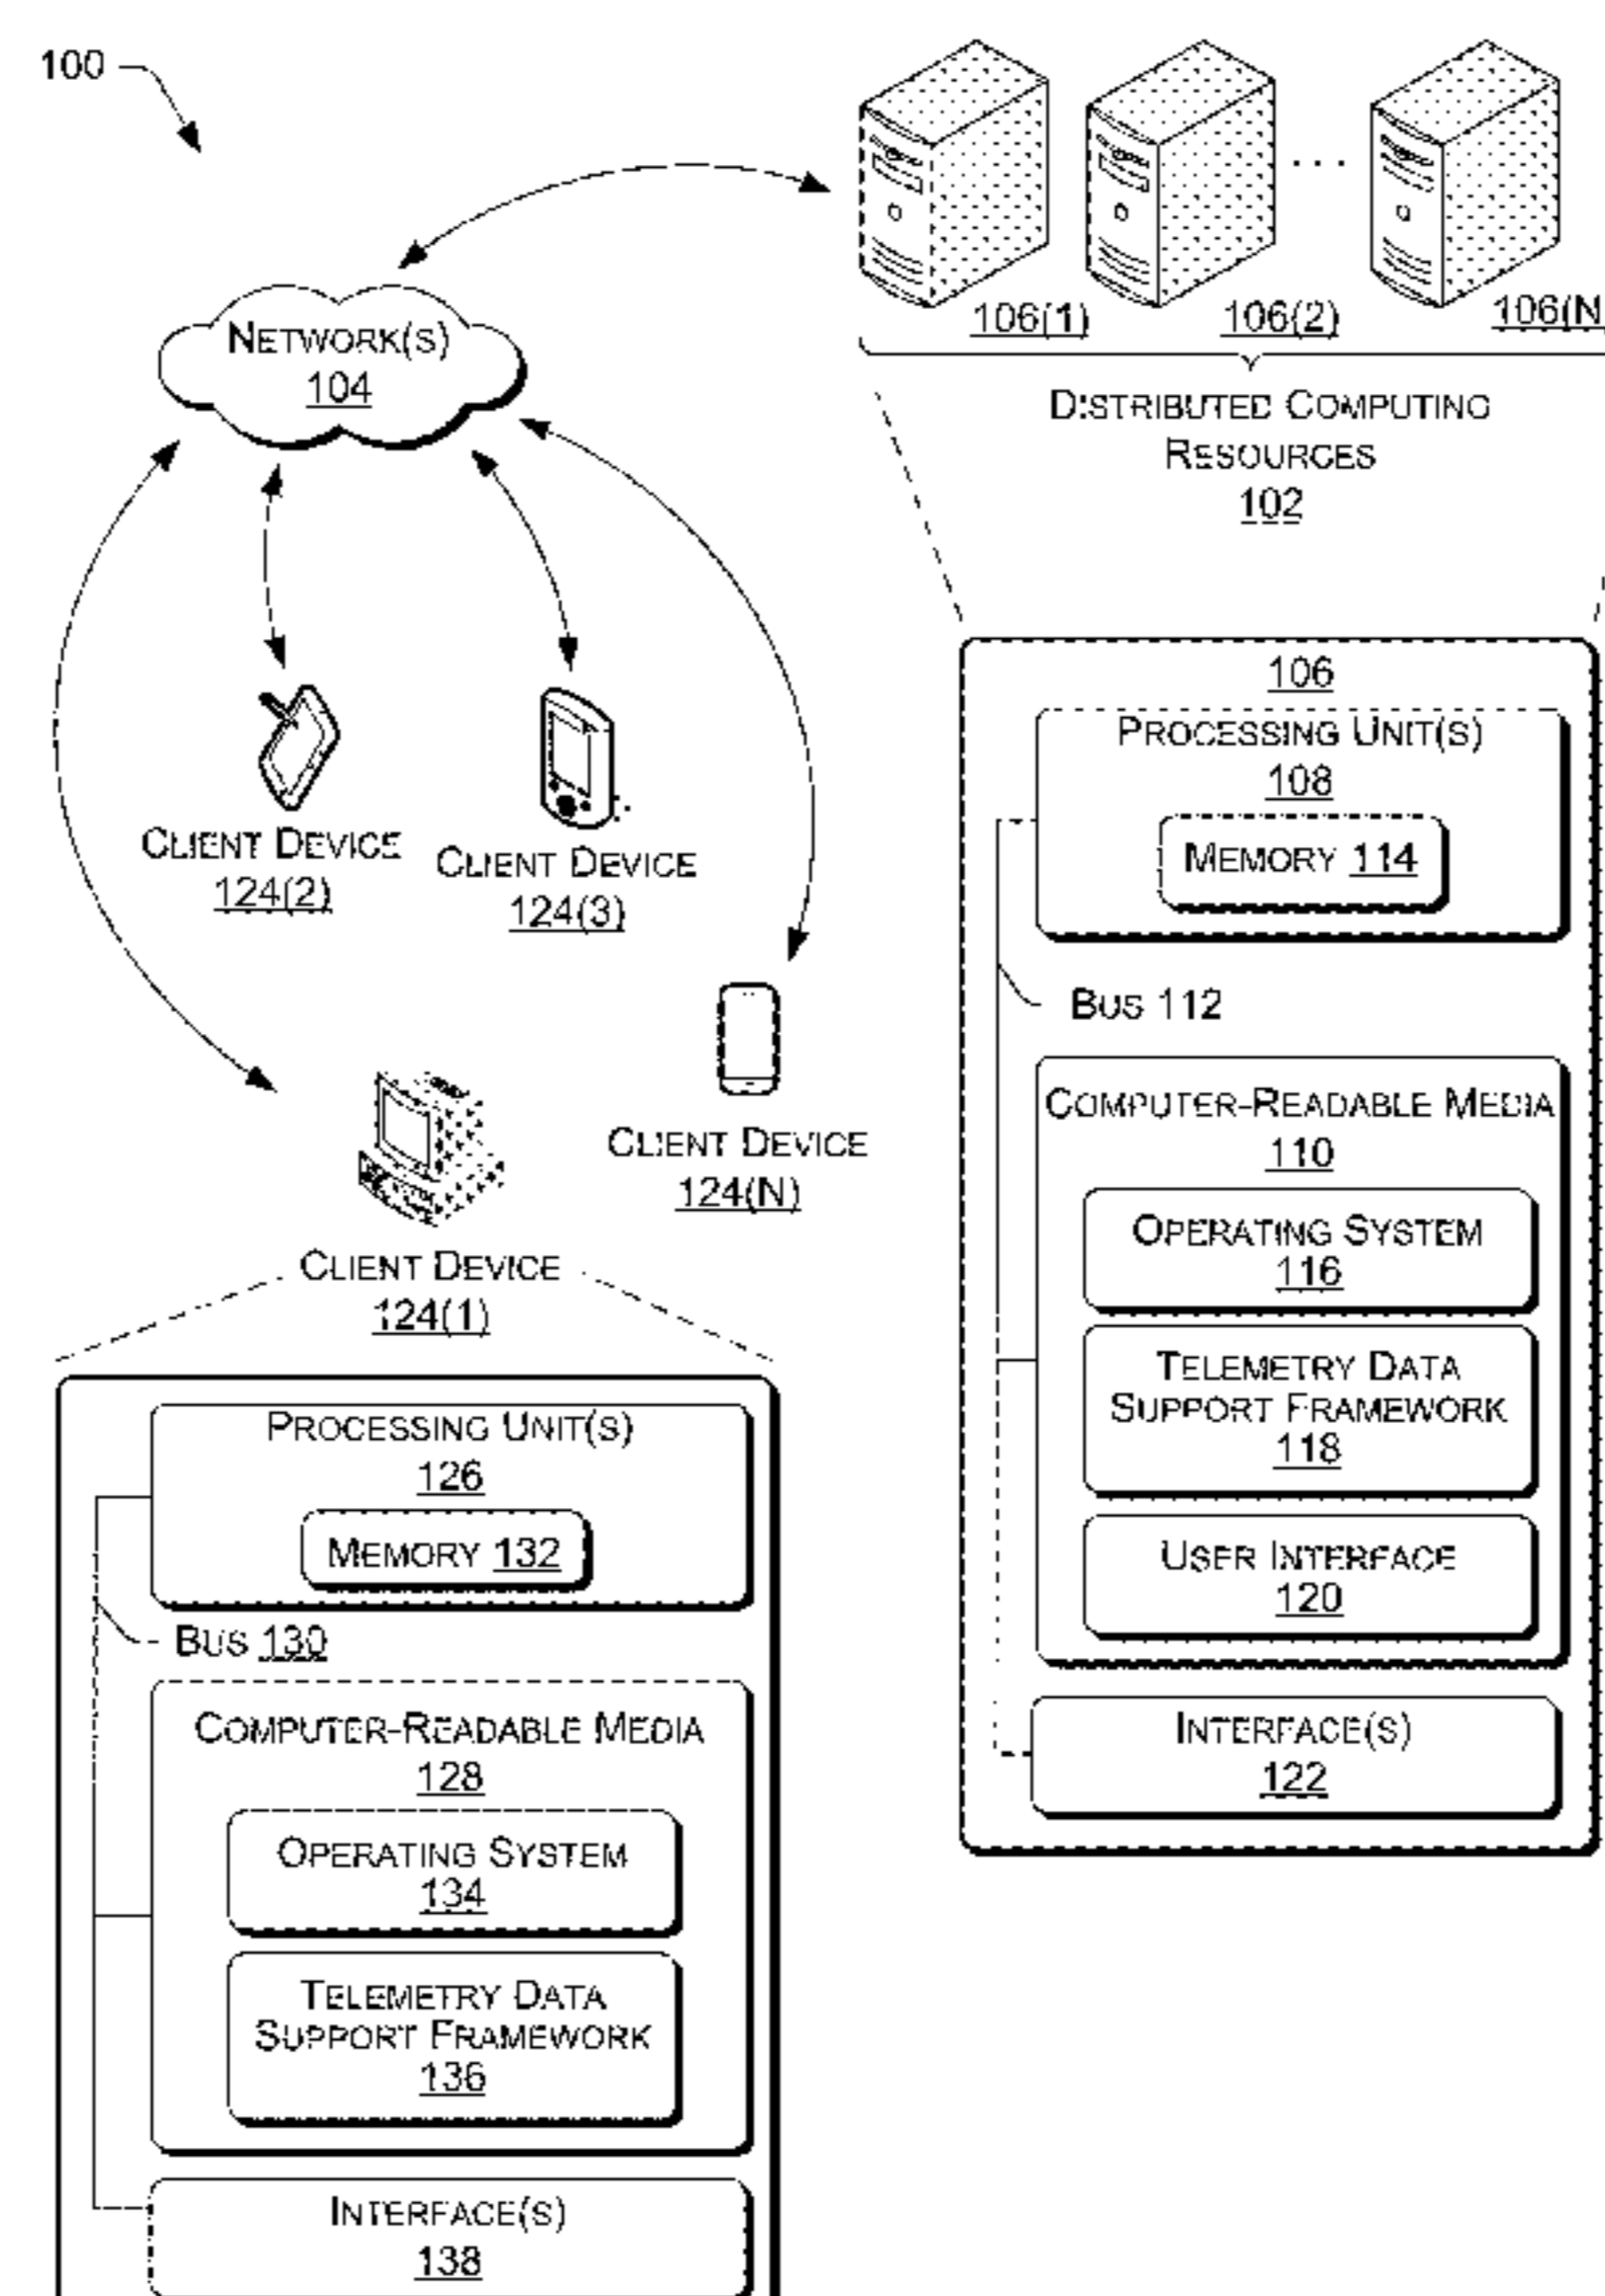 100
106(1)
106(2)
106(N
...
NETWORK(S)
104
DISTRIBUTED COMPUTING
RESOURCES
102
CLIENT DEVICE
124(2)
CLIENT DEVICE
124(3)
CLIENT DEVICE
124(N)
CLIENT DEVICE
124(1)
PROCESSING UNIT(S)
126
MEMORY 132
BUS 130
COMPUTER-READABLE MEDIA
128
OPERATING SYSTEM
134
TELEMETRY DATA
SUPPORT FRAMEWORK
136
INTERFACE(S)
138
106
PROCESSING UNIT(S)
108
MEMORY 114
BUS 112
COMPUTER-READABLE MEDIA
110
OPERATING SYSTEM
116
TELEMETRY DATA
SUPPORT FRAMEWORK
118
USER INTERFACE
120
INTERFACE(S)
122